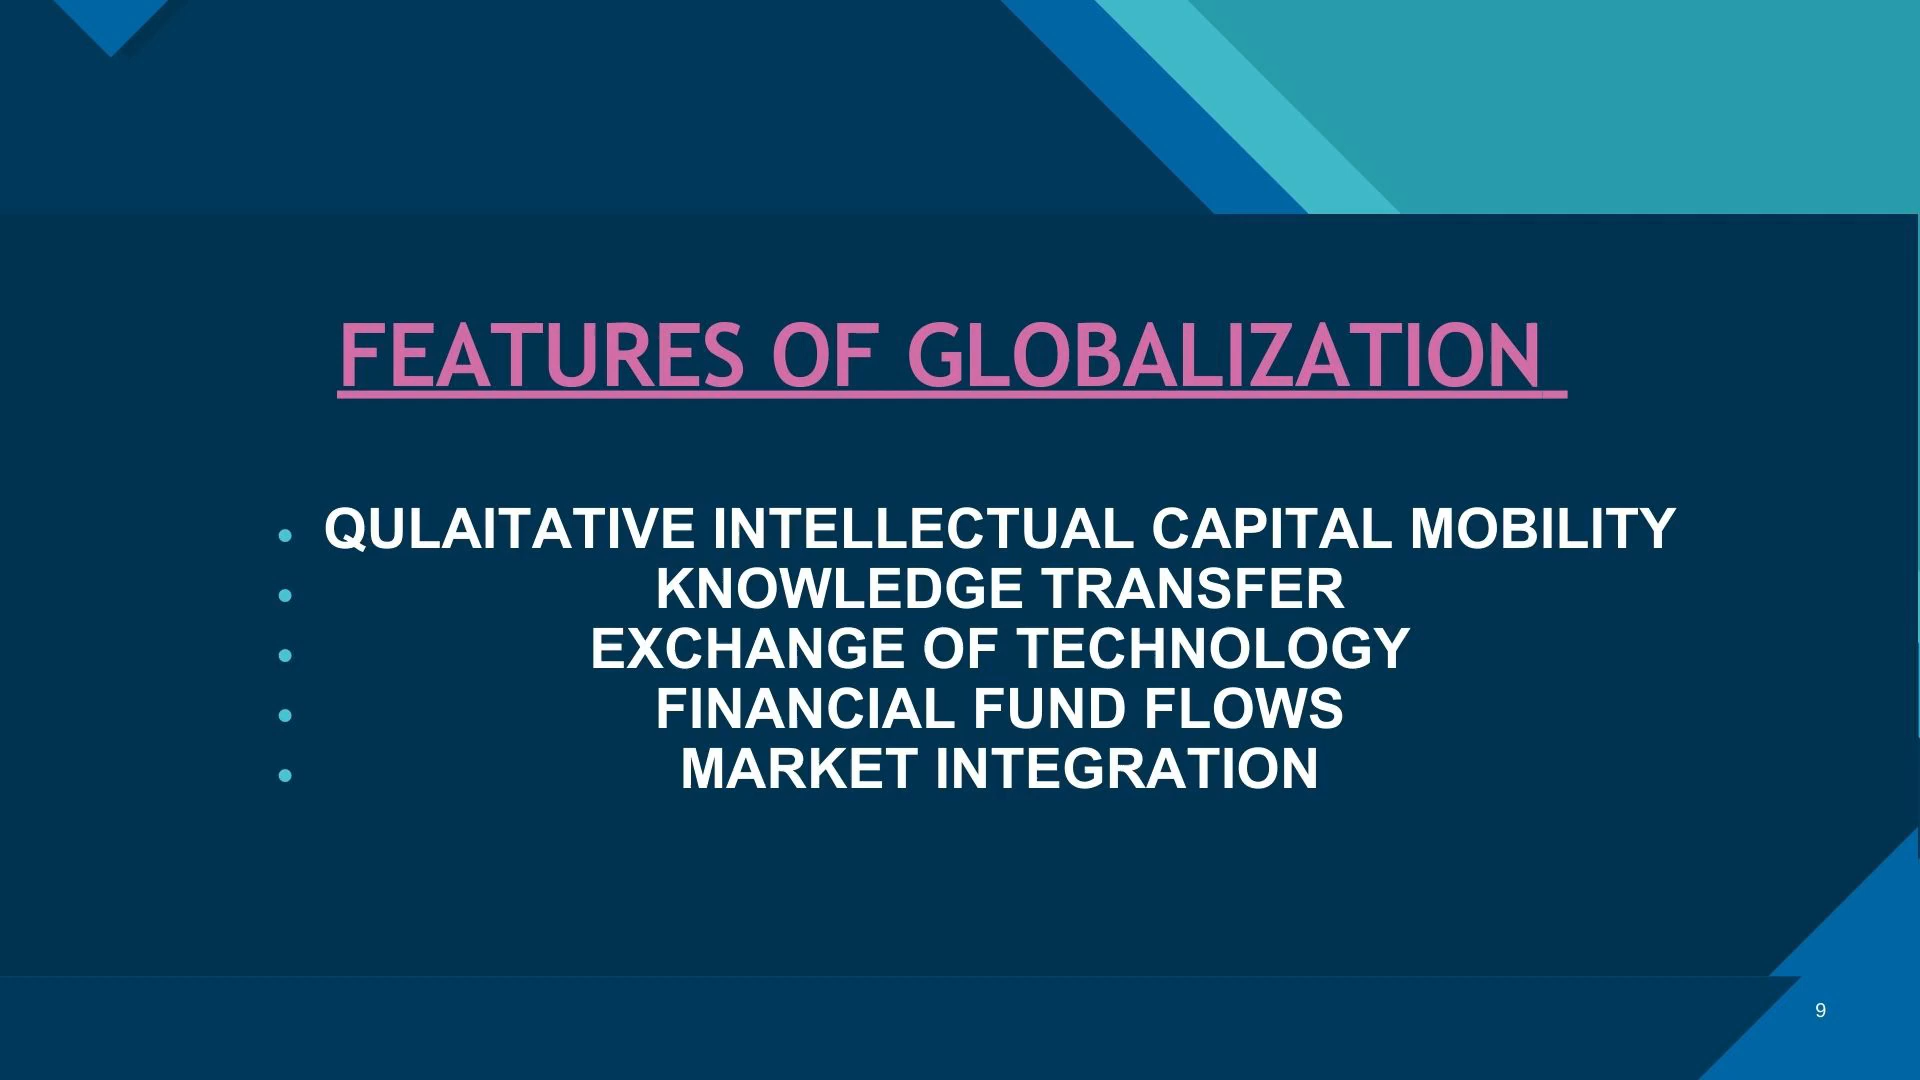 FEATURES OF GLOBALIZATION
• QULAITATIVE INTELLECTUAL CAPITAL MOBILITY
• KNOWLEDGE TRANSFER
• EXCHANGE OF TECHNOLOGY
• FINANCIAL FUND FLOWS
• MARKET INTEGRATION
9